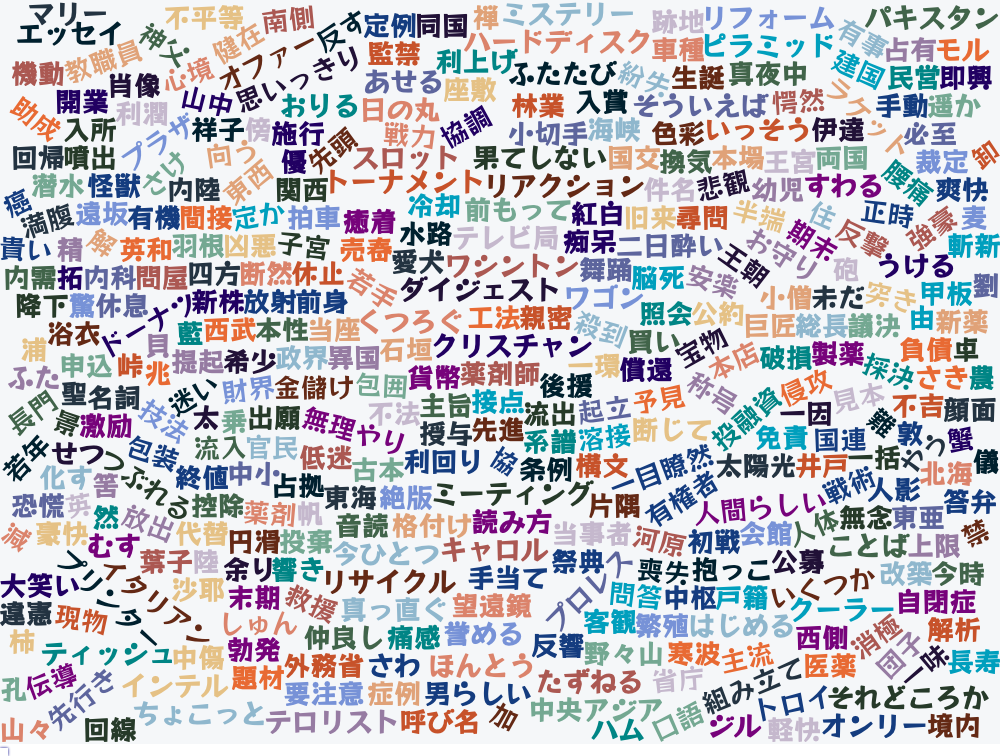 マリー
エッセイ
不平等
南側
神父
健在
オファー
反す
定例
同国
禅
ミステリー
跡地
リフォーム
有事
パキスタン
占有
モル
教職員
心境
思いっきり
監禁
利上げ
ハードディスク
車種
ピラミッド
建国
民営
即興
機動
肖像
あせる
座敷
ふたたび
紛失
生誕
真夜中
ラケット
助成
開業
利潤
山中
おりる
日の丸
林業
入賞
そういえば
愕然
手動
遥か
入所
プラザ
祥子
傍
施行
先頭
戦力
協調
小切手
海峡
色彩
いっそう
伊達
必至
回帰
噴出
さけ
向う
優
スロット
果てしない
国交
換気
本場
王宮
両国
裁定
卸
癌
潜水
怪獣
内陸
東西
関西
トーナメント
リアクション
件名
悲観
幼児
すわる
腰痛
爽快
満腹
遠坂
有機
間接
定か
拍車
癒着
冷却
前もって
紅白
旧来
尋問
半端
住
正時
強豪
麦
貴い
精
解
英和
羽根
凶悪
子宮
売春
水路
テレビ局
痴呆
二日酔い
王朝
お守り
期末
反撃
斬新
内需
拓
内科
問屋
四方
断然
休止
若手
愛犬
ワシントン
舞踊
脳死
安楽
砲
うける
劉
降下
驚
休息
ドーナツ
新株
放射
前身
ダイジェスト
ワゴン
照会
公約
小僧
未だ
突き
甲板
浦
浴衣
貝
藍
西武
本性
当座
くつろぐ
工法
親密
殺到
買い
宝物
巨匠
総長
議決
由
新薬
ふた
申込
峠
兆
提起
希少
政界
異国
石垣
クリスチャン
一環
償還
本店
破損
製薬
採決
負債
卓
長門
聖
名詞
迷い
財界
金儲け
包囲
貨幣
薬剤師
後援
予見
称号
投融資
侵攻
見本
さき
農
景
激励
技法
太
乗
出願
無理やり
不法
主旨
接点
流出
起立
断じて
一因
難
不吉
顔面
若年
せつ
つぶれる
包装
流入
官民
低迷
授与
先進
系譜
溶接
免責
国連
敦
やっ
蟹
化す
筈
終値
中小
占拠
古本
利回り
協
条例
横文
一目瞭然
太陽光
井戸
一括
北海
儀
恐慌
英
然
放出
控除
薬剤
帆
東海
絶版
ミーティング
片隅
有権者
人間らしい
戦術
人影
答弁
減
豪快
むす
代替
円滑
投棄
音読
格付け
読み方
当事者
河原
初戦
会館
人体
無念
東亜
禁
プリンター
葉子
陸
余り
響き
今ひとつ
キャロル
祭典
プロレス
喪失
抱っこ
公募
ことば
上限
大笑い
イタリアン
沙耶
末期
救援
リサイクル
手当て
問答
中枢
戸籍
いくつか
改築
今時
違憲
現物
しゅん
真っ直ぐ
望遠鏡
客観
繁殖
はじめる
クーラー
自閉症
柿
ティッシュ
中傷
勃発
仲良し
痛感
誉める
反響
野々山
寒波
主流
西側
消極
団子
解析
孔
伝導
先行き
インテル
題材
外務省
さわ
ほんとう
たずねる
省庁
組み立て
医薬
一味
長寿
山々
回線
ちょこっと
要注意
症例
男らしい
テロリスト
呼び名
加
中央アジア
ハム
口語
ジル
トロイ
軽快
それどころか
オンリー
境内